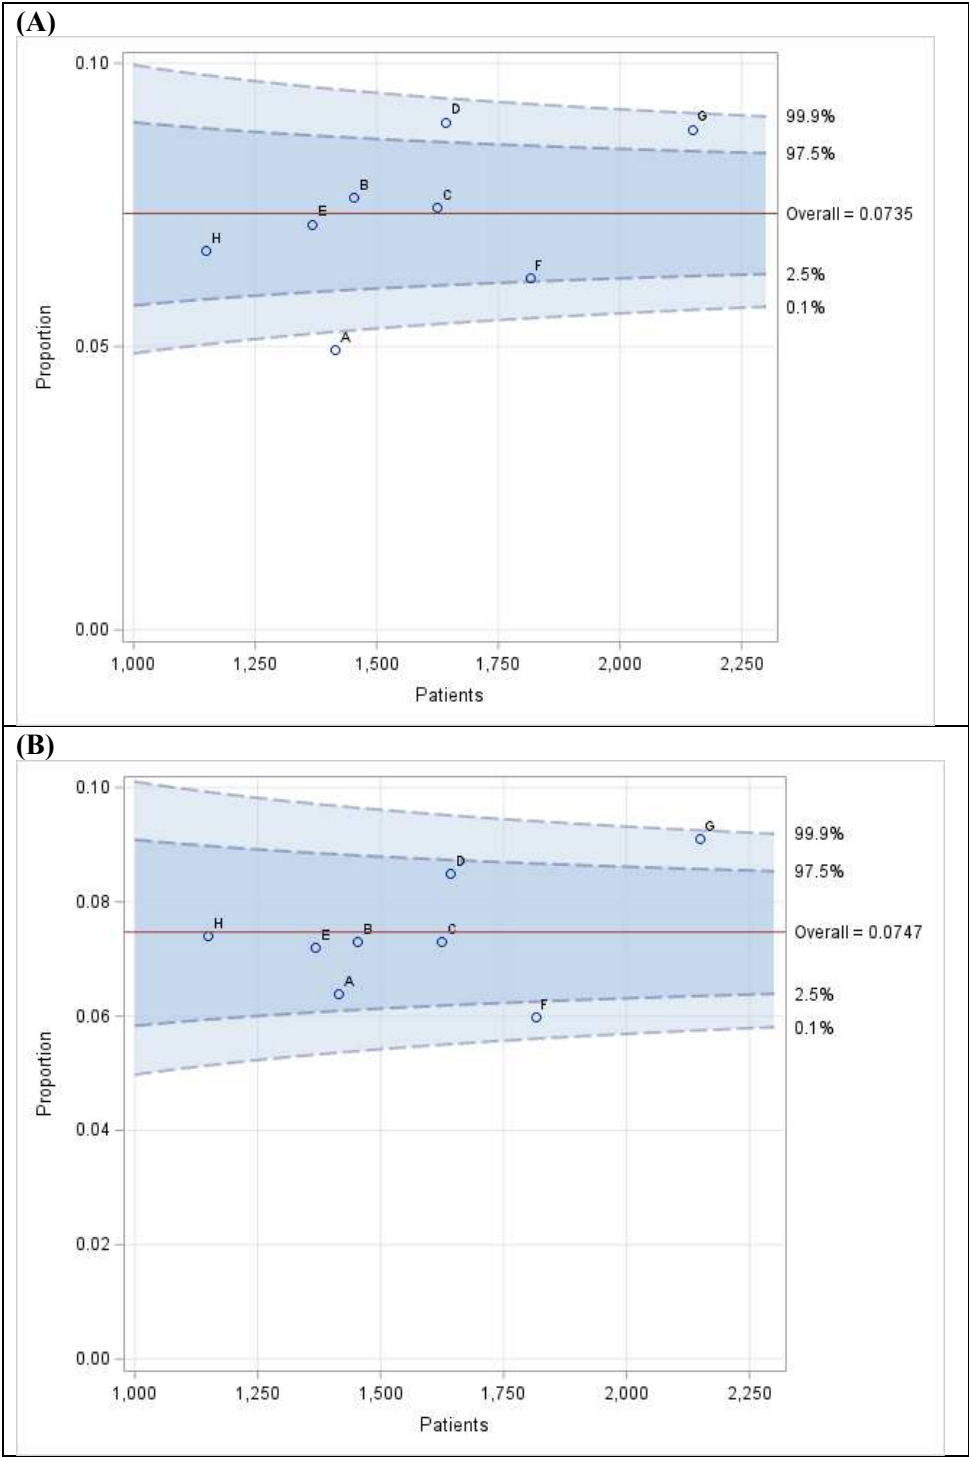 (A)
0.10
D
G
99.9%
97.5%
B
C
E
Overall = 0.0735
H
F
2.5%
0.1%
A
0.05
Proportion
0.00
1,000 1,250 1,500 1,750 2,000 2,250
Patients
(B)
0.10
G
99.9%
D
97.5%
0.08
H
B
C
E
Overall = 0.0747
A
2.5%
F
0.06
0.1%
Proportion
0.04
0.02
0.00
1,000 1,250 1,500 1,750 2,000 2,250
Patients